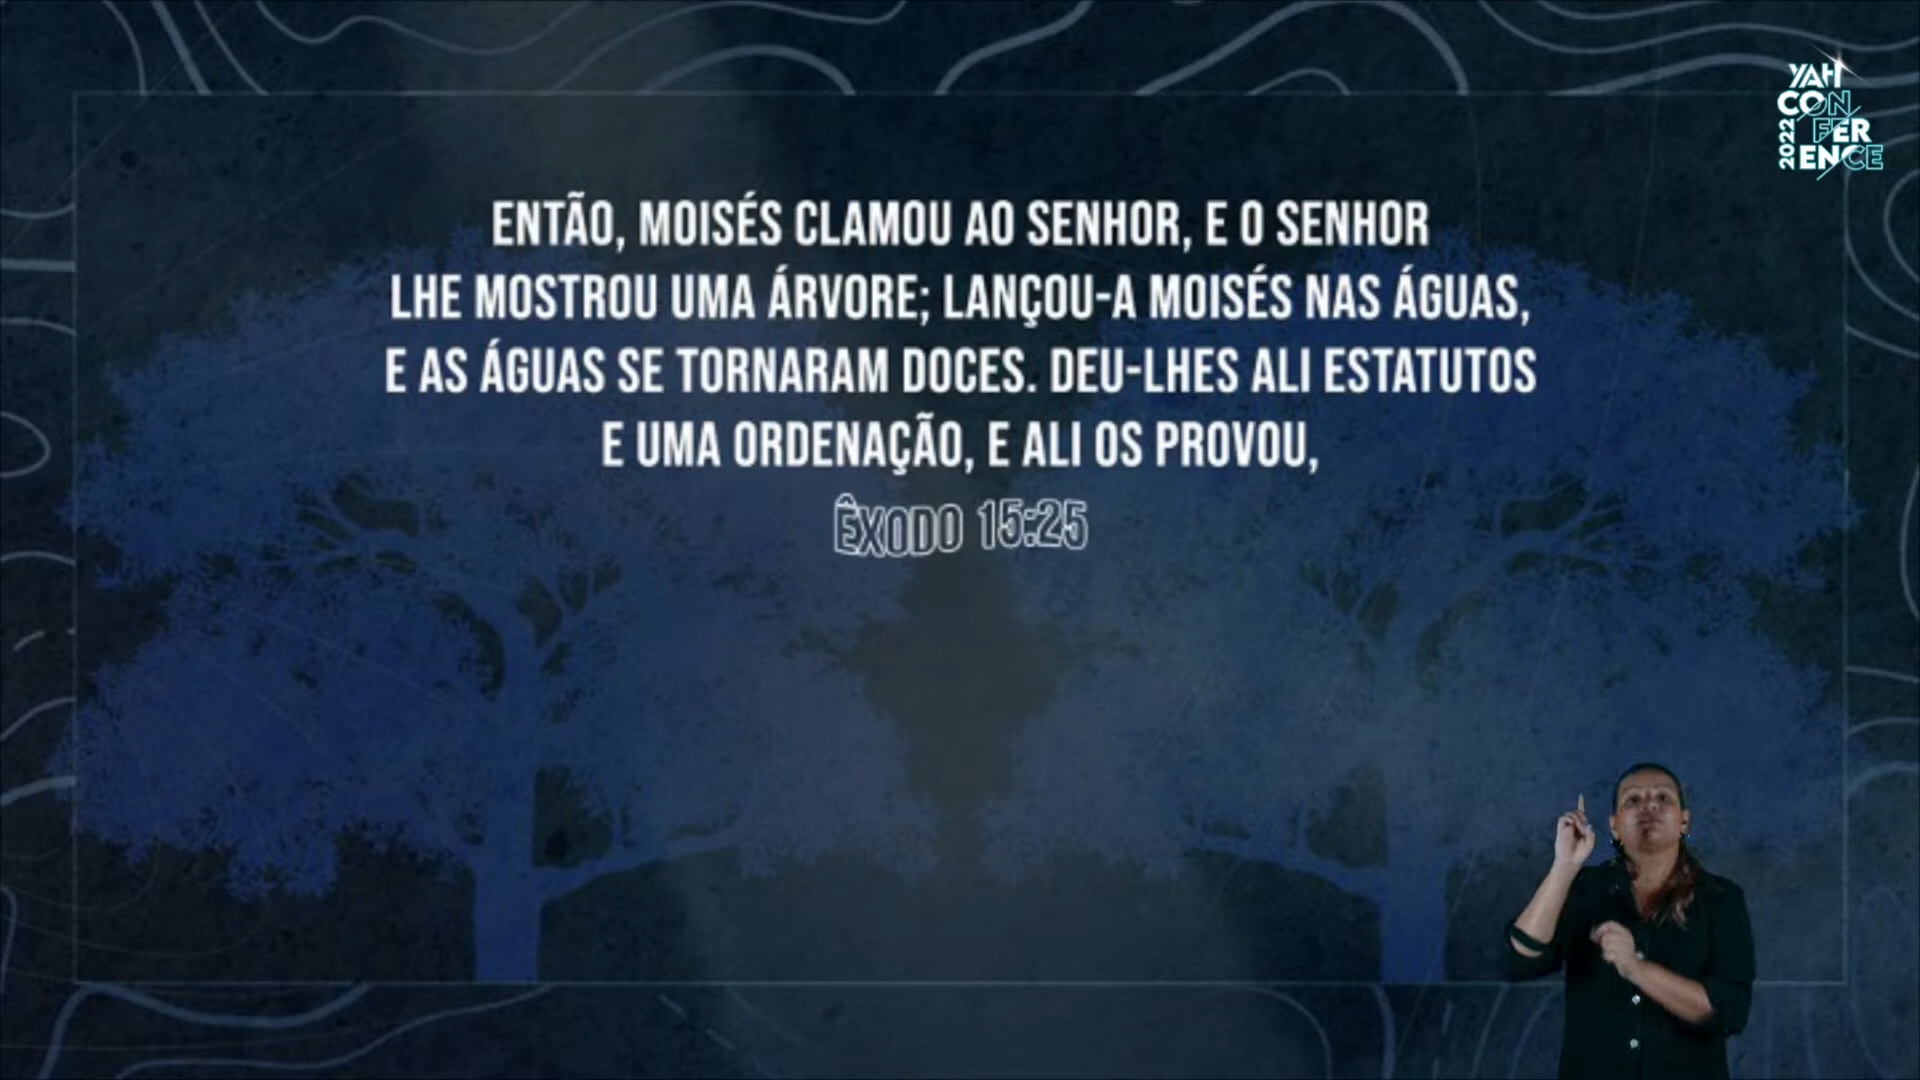 ENTÃO, MOISÉS CLAMOU AO SENHOR, E O SENHOR
LHE MOSTROU UMA ÁRVORE; LANÇOU-A MOISÉS NAS ÁGUAS,
E AS ÁGUAS SE TORNARAM DOCES. DEU-LHES ALI ESTATUTOS
E UMA ORDENAÇÃO, E ALI OS PROVOU,
ÊXODO 15:25
YAH
CON
FER
ENCE
2022